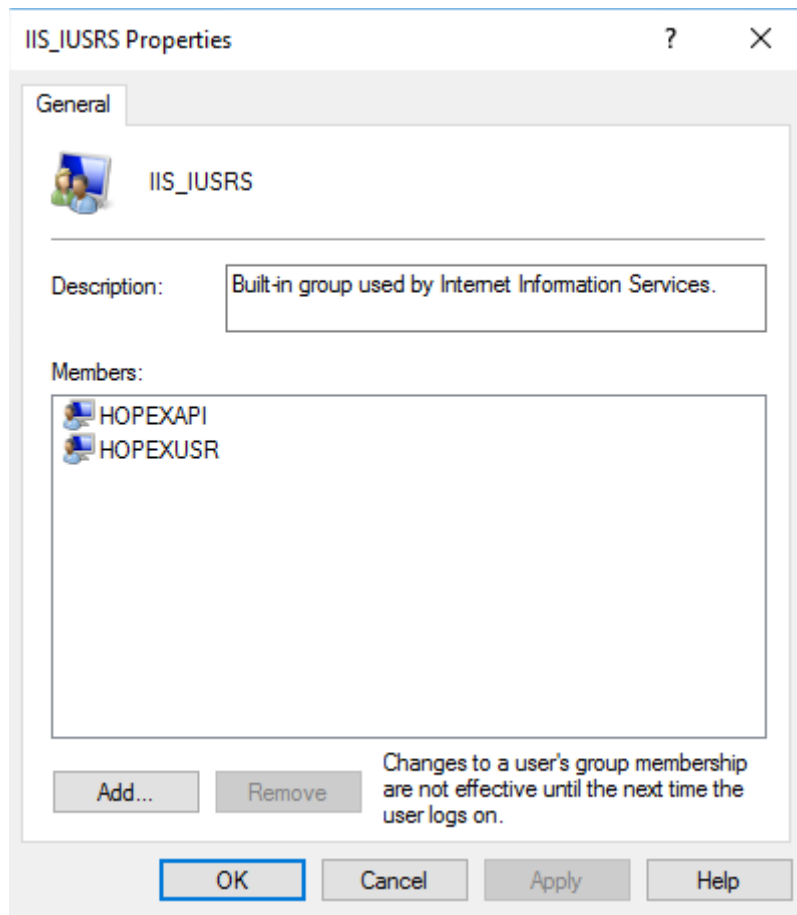 IIS_IUSRS Properties
?
General
IIS_IUSRS
Description:
Built-in group used by Internet Information Services.
Members:
HOPEXAPI
HOPEXUSR
Add...
Remove
Changes to a user's group membership
are not effective until the next time the
user logs on.
OK
Cancel
Apply
Help